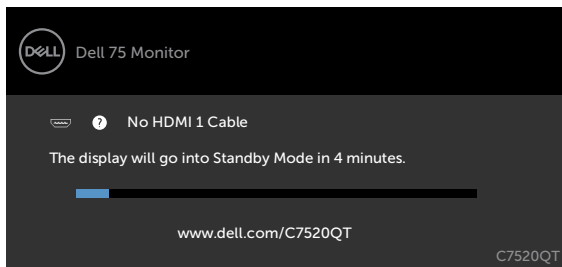 DELL
Dell 75 Monitor
? No HDMI 1 Cable
The display will go into Standby Mode in 4 minutes.
www.dell.com/C7520QT
C7520QT